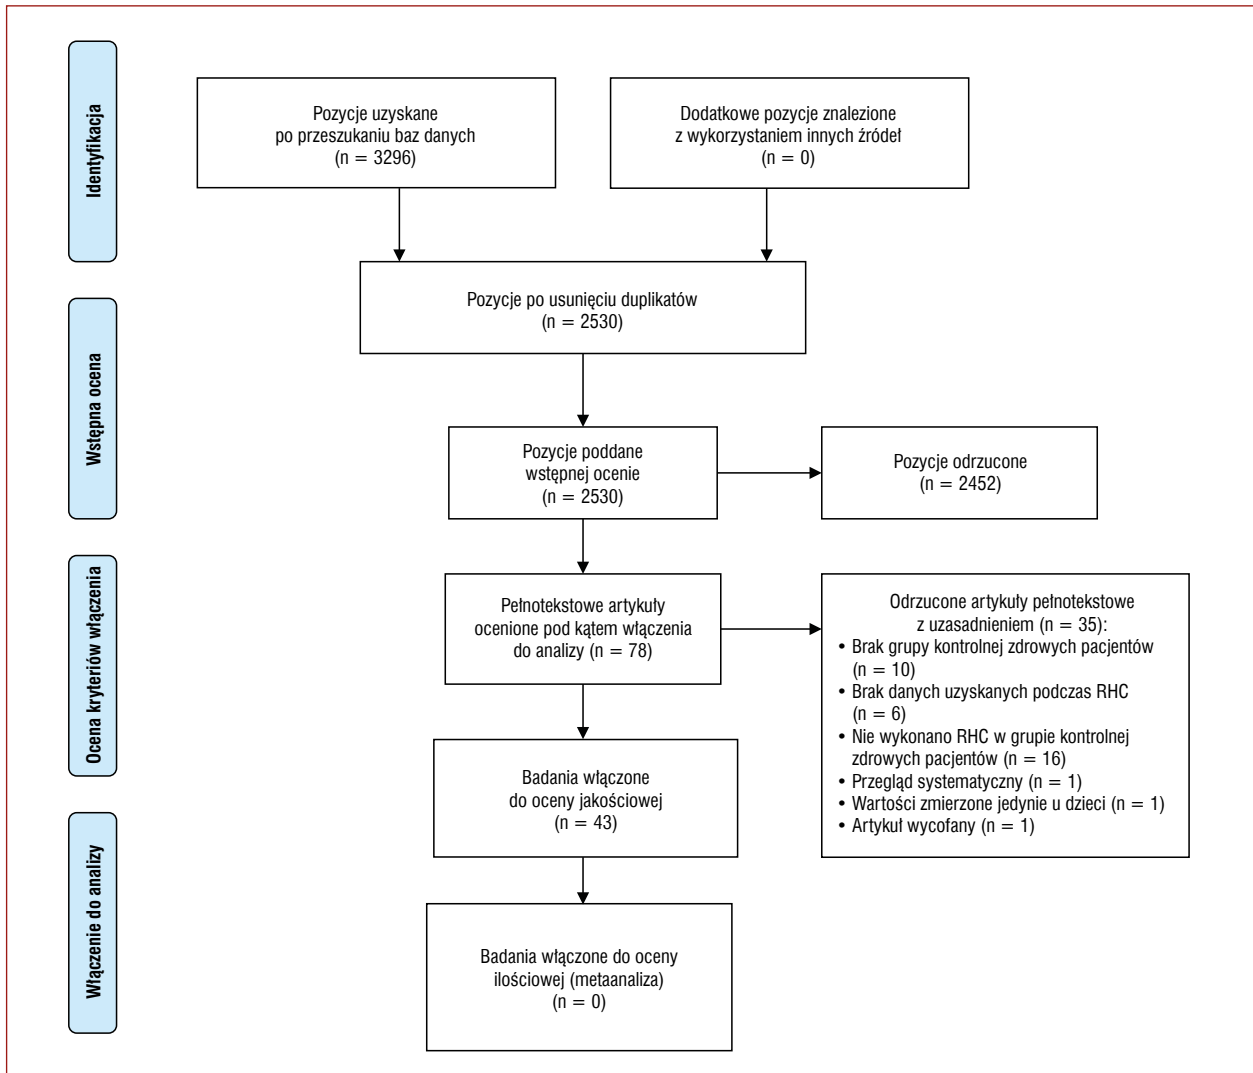 Identyfikacja
Pozycje uzyskane
po przeszukaniu baz danych
(n = 3296)
Dodatkowe pozycje znalezione
z wykorzystaniem innych źródeł
(n = 0)
Pozycje po usunięciu duplikatów
(n = 2530)
Wstępna ocena
Pozycje poddane
wstępnej ocenie
(n = 2530)
Pozycje odrzucone
(n = 2452)
Ocena kryteriów włączenia
Pełnotekstowe artykuły
ocenione pod kątem włączenia
do analizy (n = 78)
Odrzucone artykuły pełnotekstowe
z uzasadnieniem (n = 35):
• Brak grupy kontrolnej zdrowych pacjentów
(n = 10)
• Brak danych uzyskanych podczas RHC
(n = 6)
• Nie wykonano RHC w grupie kontrolnej
zdrowych pacjentów (n = 16)
• Przegląd systematyczny (n = 1)
• Wartości zmierzone jedynie u dzieci (n = 1)
• Artykuł wycofany (n = 1)
Badania włączone
do oceny jakościowej
(n = 43)
Włączenie do analizy
Badania włączone do oceny
ilościowej (metaanaliza)
(n = 0)